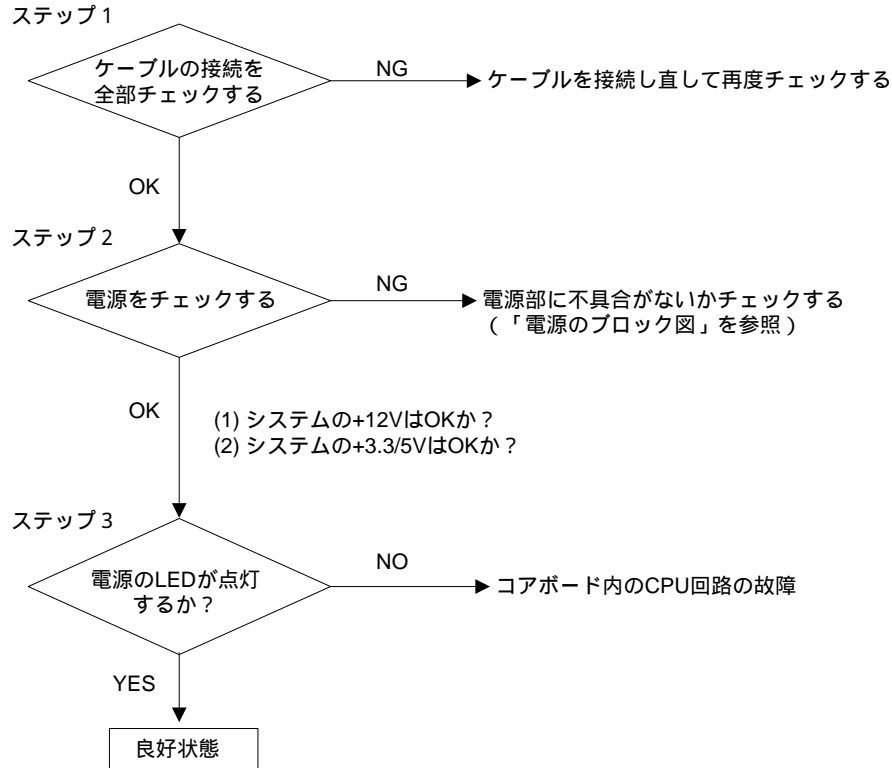 ステップ 1
ケーブルの接続を
全部チェックする
NG
ケーブルを接続し直して再度チェックする
OK
ステップ 2
電源をチェックする
NG
電源部に不具合がないかチェックする
(「電源のブロック図」を参照)
OK
(1) システムの+12VはOKか?
(2) システムの+3.3/5VはOKか?
ステップ 3
電源のLEDが点灯
するか?
NO
コアボード内のCPU回路の故障
YES
良好状態